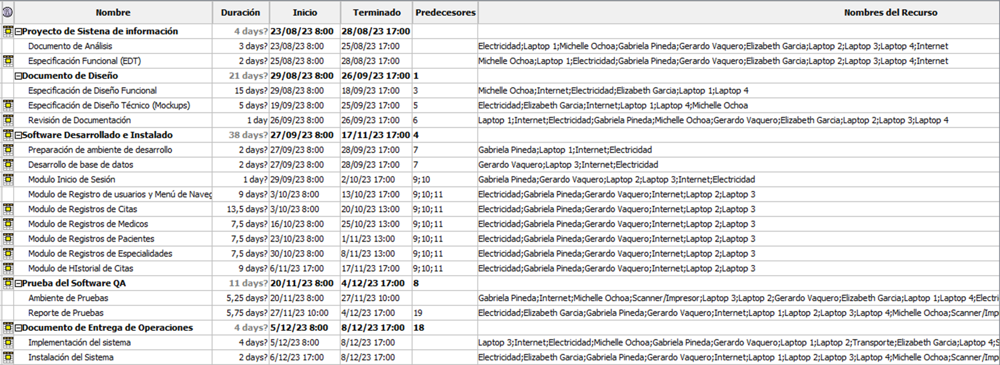 Nombre Duración Inicio Terminado Predecesores Nombres del Recurso
Proyecto de Sistena de información 4 days? 23/08/23 8:00 28/08/23 17:00
Documento de Análisis 3 days? 23/08/23 8:00 25/08/23 17:00 Electricidad;Laptop 1;Michelle Ochoa;Gabriela Pineda;Gerardo Vaquero;Elizabeth Garcia;Laptop 2;Laptop 3;Laptop 4;Internet
Especificación Funcional (EDT) 2 days? 25/08/23 8:00 28/08/23 17:00 Michelle Ochoa;Laptop 1;Electricidad;Gabriela Pineda;Gerardo Vaquero;Elizabeth Garcia;Laptop 2;Laptop 3;Laptop 4;Internet
Documento de Diseño 21 days? 29/08/23 8:00 26/09/23 17:00 1
Especificación de Diseño Funcional 15 days? 29/08/23 8:00 18/09/23 17:00 3 Michelle Ochoa;Internet;Electricidad;Elizabeth Garcia;Laptop 1;Laptop 4
Especificación de Diseño Técnico (Mockups) 5 days? 19/09/23 8:00 25/09/23 17:00 5 Electricidad;Elizabeth Garcia;Internet;Laptop 1;Laptop 4;Michelle Ochoa
Revisión de Documentación 1 day 26/09/23 8:00 26/09/23 17:00 6 Laptop 1;Internet;Electricidad;Gabriela Pineda;Michelle Ochoa;Gerardo Vaquero;Elizabeth Garcia;Laptop 2;Laptop 3;Laptop 4
Software Desarrollado e Instalado 38 days? 27/09/23 8:00 17/11/23 17:00 4
Preparación de ambiente de desarrollo 2 days? 27/09/23 8:00 28/09/23 17:00 7 Gabriela Pineda;Laptop 1;Internet;Electricidad
Desarrollo de base de datos 2 days? 27/09/23 8:00 28/09/23 17:00 7 Gerardo Vaquero;Laptop 3;Internet;Electricidad
Modulo Inicio de Sesión 1 day? 29/09/23 8:00 2/10/23 17:00 9;10 Gabriela Pineda;Gerardo Vaquero;Laptop 2;Laptop 3;Internet;Electricidad
Modulo de Registro de usuarios y Menú de Naveg 9 days? 3/10/23 8:00 13/10/23 17:00 9;10;11 Electricidad;Gabriela Pineda;Gerardo Vaquero;Internet;Laptop 2;Laptop 3
Modulo de Registros de Citas 13,5 days? 3/10/23 8:00 20/10/23 13:00 9;10;11 Electricidad;Gabriela Pineda;Gerardo Vaquero;Internet;Laptop 2;Laptop 3
Modulo de Registros de Medicos 7,5 days? 16/10/23 8:00 25/10/23 13:00 9;10;11 Electricidad;Gabriela Pineda;Gerardo Vaquero;Internet;Laptop 2;Laptop 3
Modulo de Registros de Pacientes 7,5 days? 23/10/23 8:00 1/11/23 13:00 9;10;11 Electricidad;Gabriela Pineda;Gerardo Vaquero;Internet;Laptop 2;Laptop 3
Modulo de Registros de Especialidades 7,5 days? 30/10/23 8:00 8/11/23 13:00 9;10;11 Electricidad;Gabriela Pineda;Gerardo Vaquero;Internet;Laptop 2;Laptop 3
Modulo de HIstorial de Citas 9 days? 6/11/23 17:00 17/11/23 17:00 9;10;11 Electricidad;Gabriela Pineda;Gerardo Vaquero;Internet;Laptop 2;Laptop 3
Prueba del Software QA 11 days? 20/11/23 8:00 4/12/23 17:00 8
Ambiente de Pruebas 5,25 days? 20/11/23 8:00 27/11/23 10:00 Gabriela Pineda;Internet;Michelle Ochoa;Scanner/Impresor;Laptop 3;Laptop 2;Gerardo Vaquero;Elizabeth Garcia;Laptop 1;Laptop 4;Electri
Reporte de Pruebas 5,75 days? 27/11/23 10:00 4/12/23 17:00 19 Electricidad;Elizabeth Garcia;Gabriela Pineda;Gerardo Vaquero;Internet;Laptop 1;Laptop 2;Laptop 3;Laptop 4;Michelle Ochoa;Scanner/Imp
Documento de Entrega de Operaciones 4 days? 5/12/23 8:00 8/12/23 17:00 18
Implementación del sistema 4 days? 5/12/23 8:00 8/12/23 17:00 Laptop 3;Internet;Electricidad;Michelle Ochoa;Gabriela Pineda;Gerardo Vaquero;Laptop 1;Laptop 2;Transporte;Elizabeth Garcia;Laptop 4;S
Instalación del Sistema 2 days? 6/12/23 17:00 8/12/23 17:00 Electricidad;Elizabeth Garcia;Gabriela Pineda;Gerardo Vaquero;Internet;Laptop 1;Laptop 2;Laptop 3;Laptop 4;Michelle Ochoa;Scanner/Imp